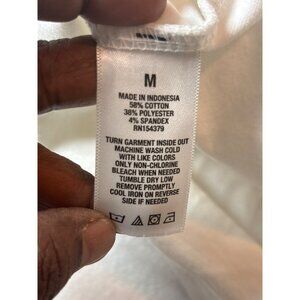 M
MADE IN INDONESIA
58% COTTON
38% POLYESTER
4% SPANDEX
RN154379
TURN GARMENT INSIDE OUT
MACHINE WASH COLD
WITH LIKE COLORS
ONLY NON-CHLORINE
BLEACH WHEN NEEDED
TUMBLE DRY LOW
REMOVE PROMPTLY
COOL IRON ON REVERSE
SIDE IF NEEDED